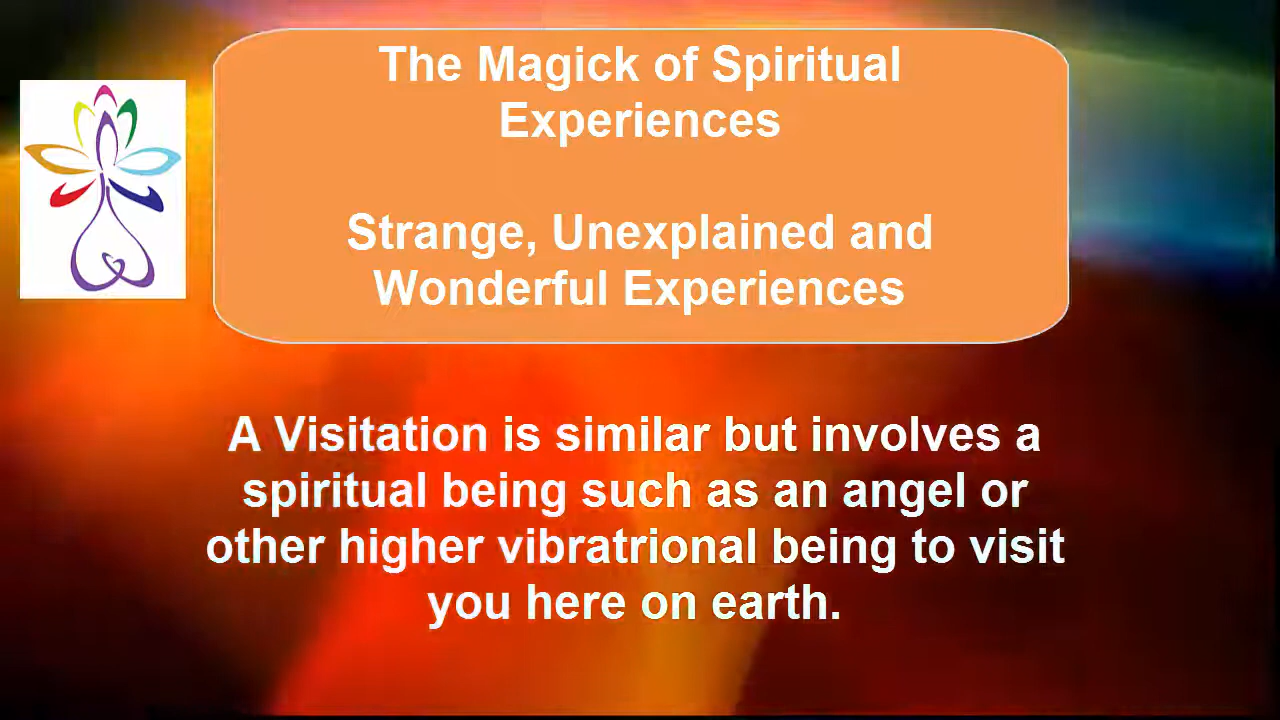 The Magick of Spiritual
Experiences
Strange, Unexplained and
Wonderful Experiences
A Visitation is similar but involves a
spiritual being such as an angel or
other higher vibratrional being to visit
you here on earth.